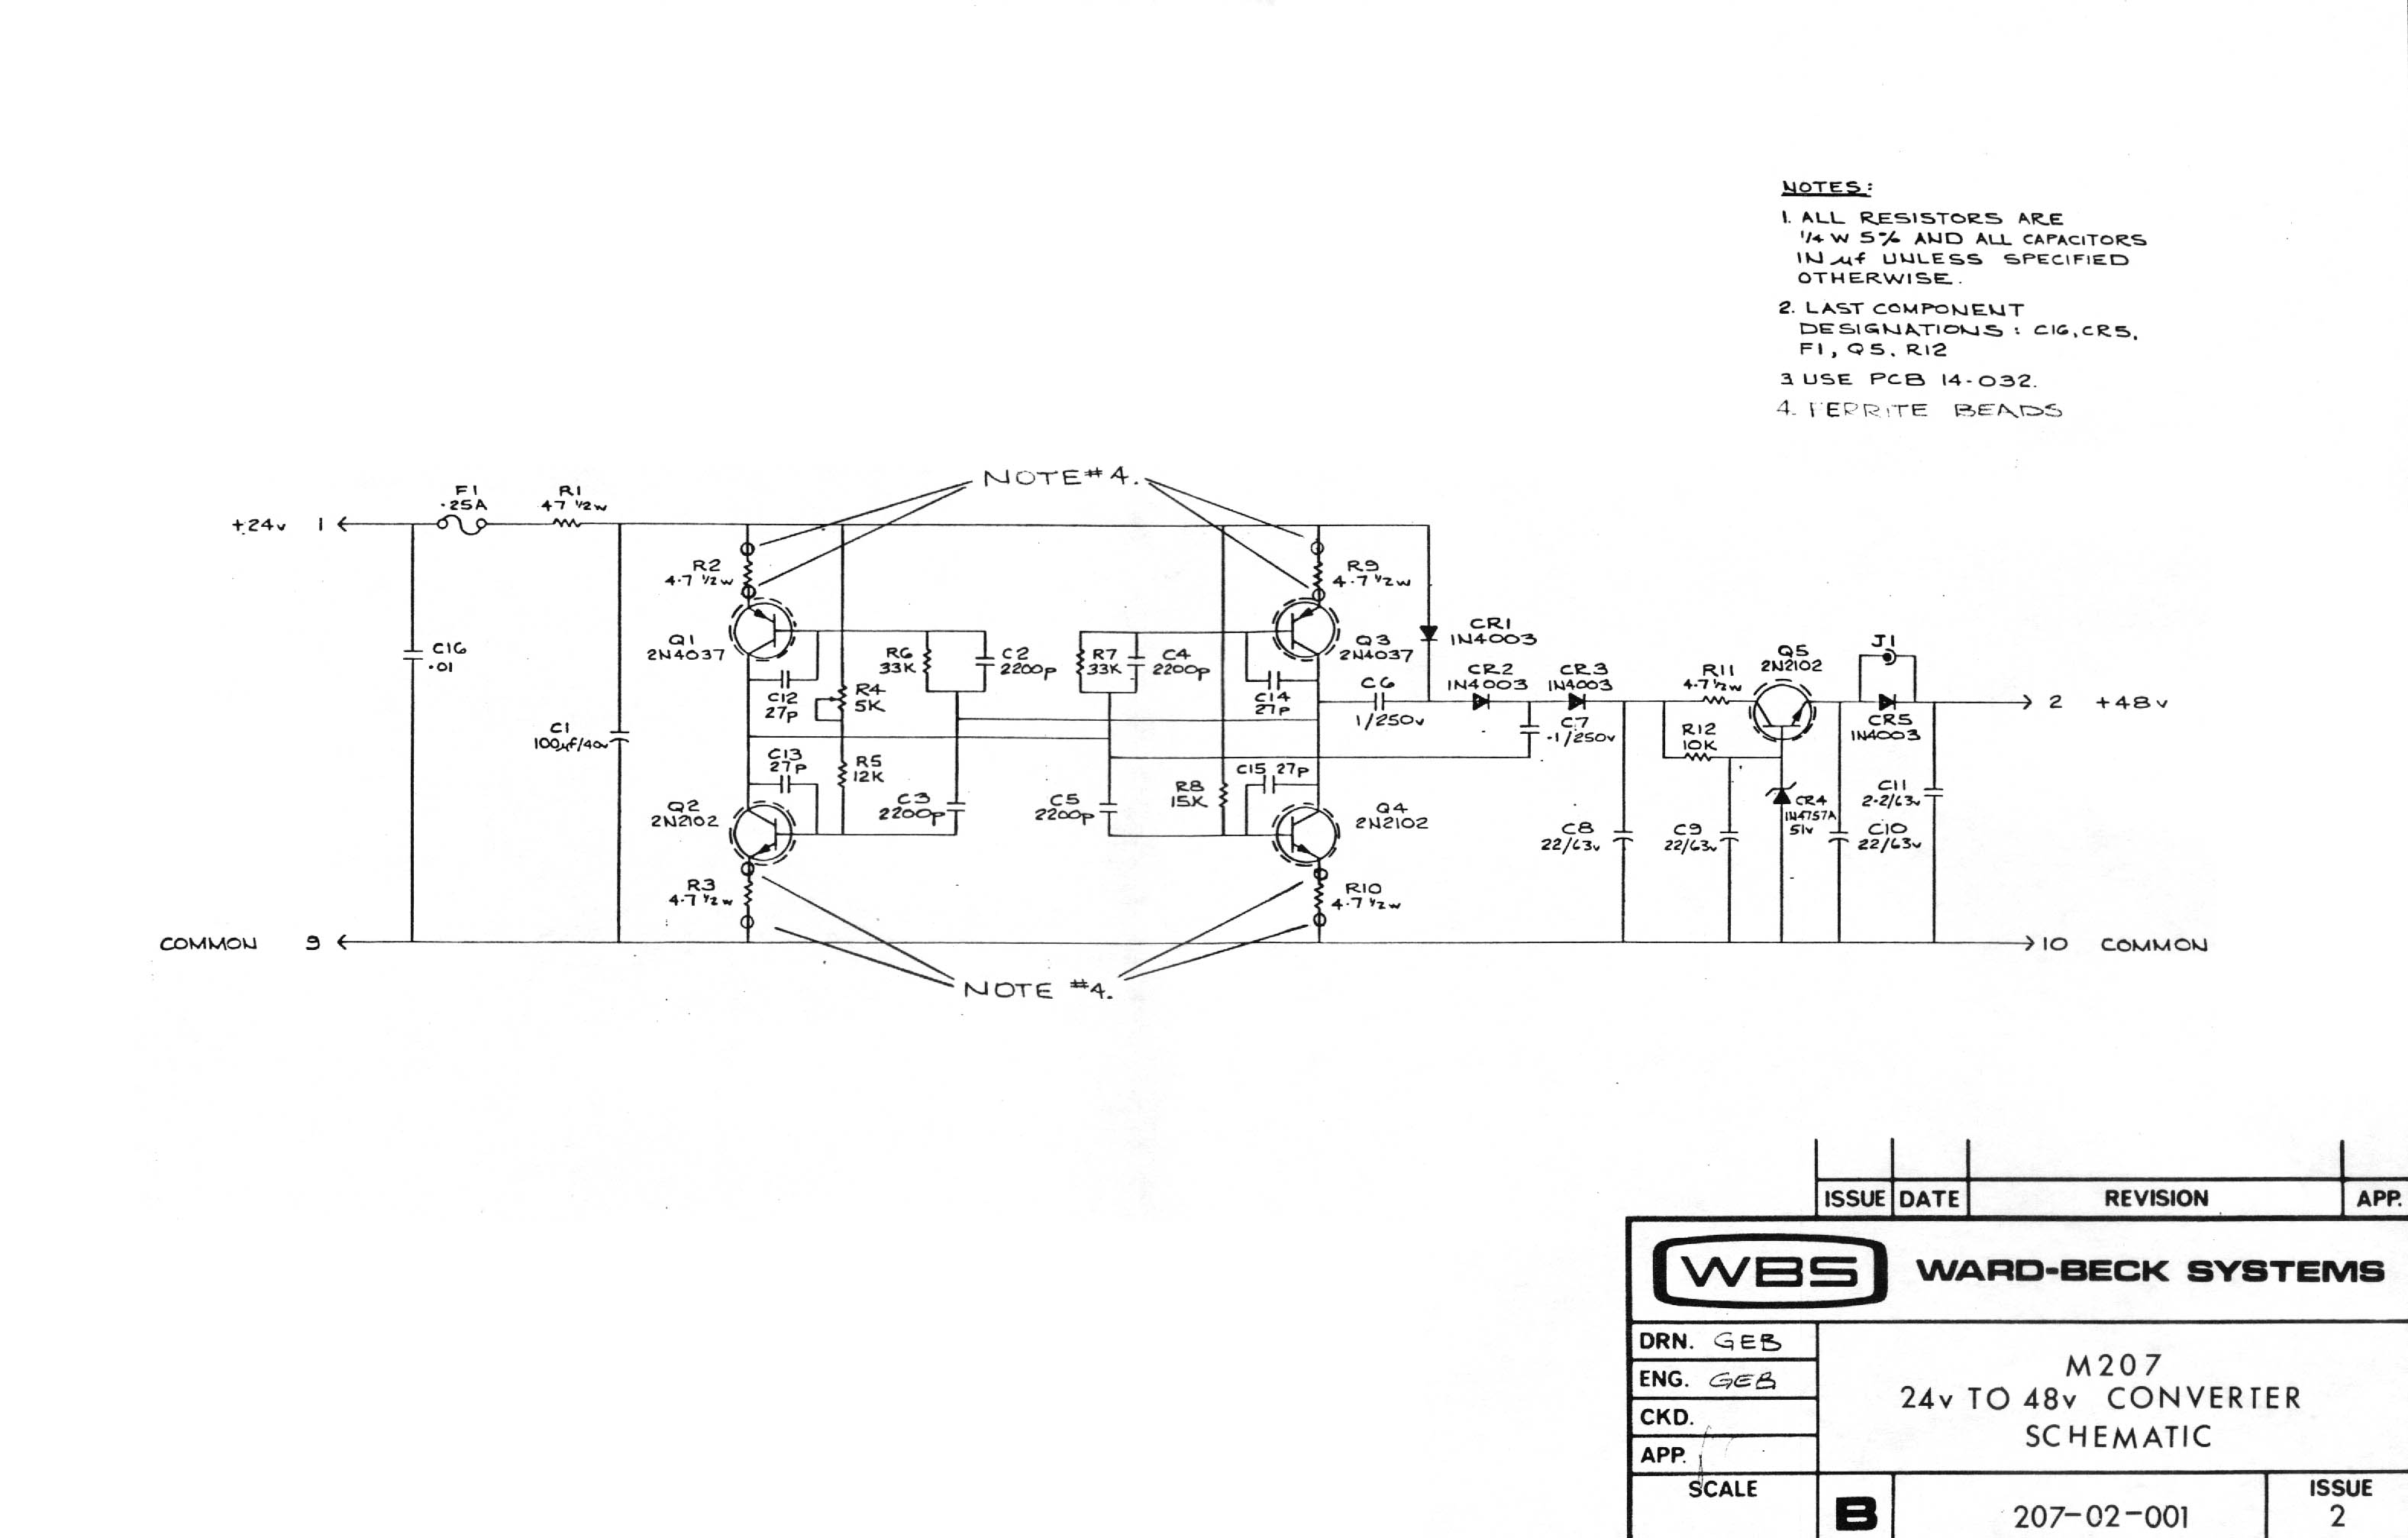 NOTES:
1. ALL RESISTORS ARE
1/4 W 5% AND ALL CAPACITORS
IN µf UNLESS SPECIFIED
OTHERWISE.
2. LAST COMPONENT
DESIGNATIONS : C16, CR5,
F1, Q5. R12
3 USE PCB 14-032.
4. FERRITE BEADS
NOTE #4.
F1
.25A
R1
47 1/2w
+24v 1
R2
4.7 1/2w
R9
4.7 1/2w
Q1
2N4037
C16
.01
R6
33K
C2
2200p
R7
33K
C4
2200p
Q3
2N4037
CR1
1N4003
C12
27p
R4
5K
C14
27p
C6
1/250v
CR2
1N4003
CR3
1N4003
R11
4.7 1/2w
Q5
2N2102
J1
2 +48v
C1
100µf/40v
C7
.1/250v
R12
10K
CR5
1N4003
C13
27p
R5
12K
C15 27p
R8
15K
Q2
2N2102
C3
2200p
C5
2200p
Q4
2N2102
C8
22/63v
C9
22/63v
CR4
1N4757A
51v
C11
2.2/63v
C10
22/63v
R3
4.7 1/2w
R10
4.7 1/2w
COMMON 9
10 COMMON
NOTE #4.
ISSUE DATE REVISION APP.
WBS WARD-BECK SYSTEMS
DRN. GEB
ENG. GEB
CKD.
APP.
M207
24v TO 48v CONVERTER
SCHEMATIC
SCALE
B
207-02-001
ISSUE
2